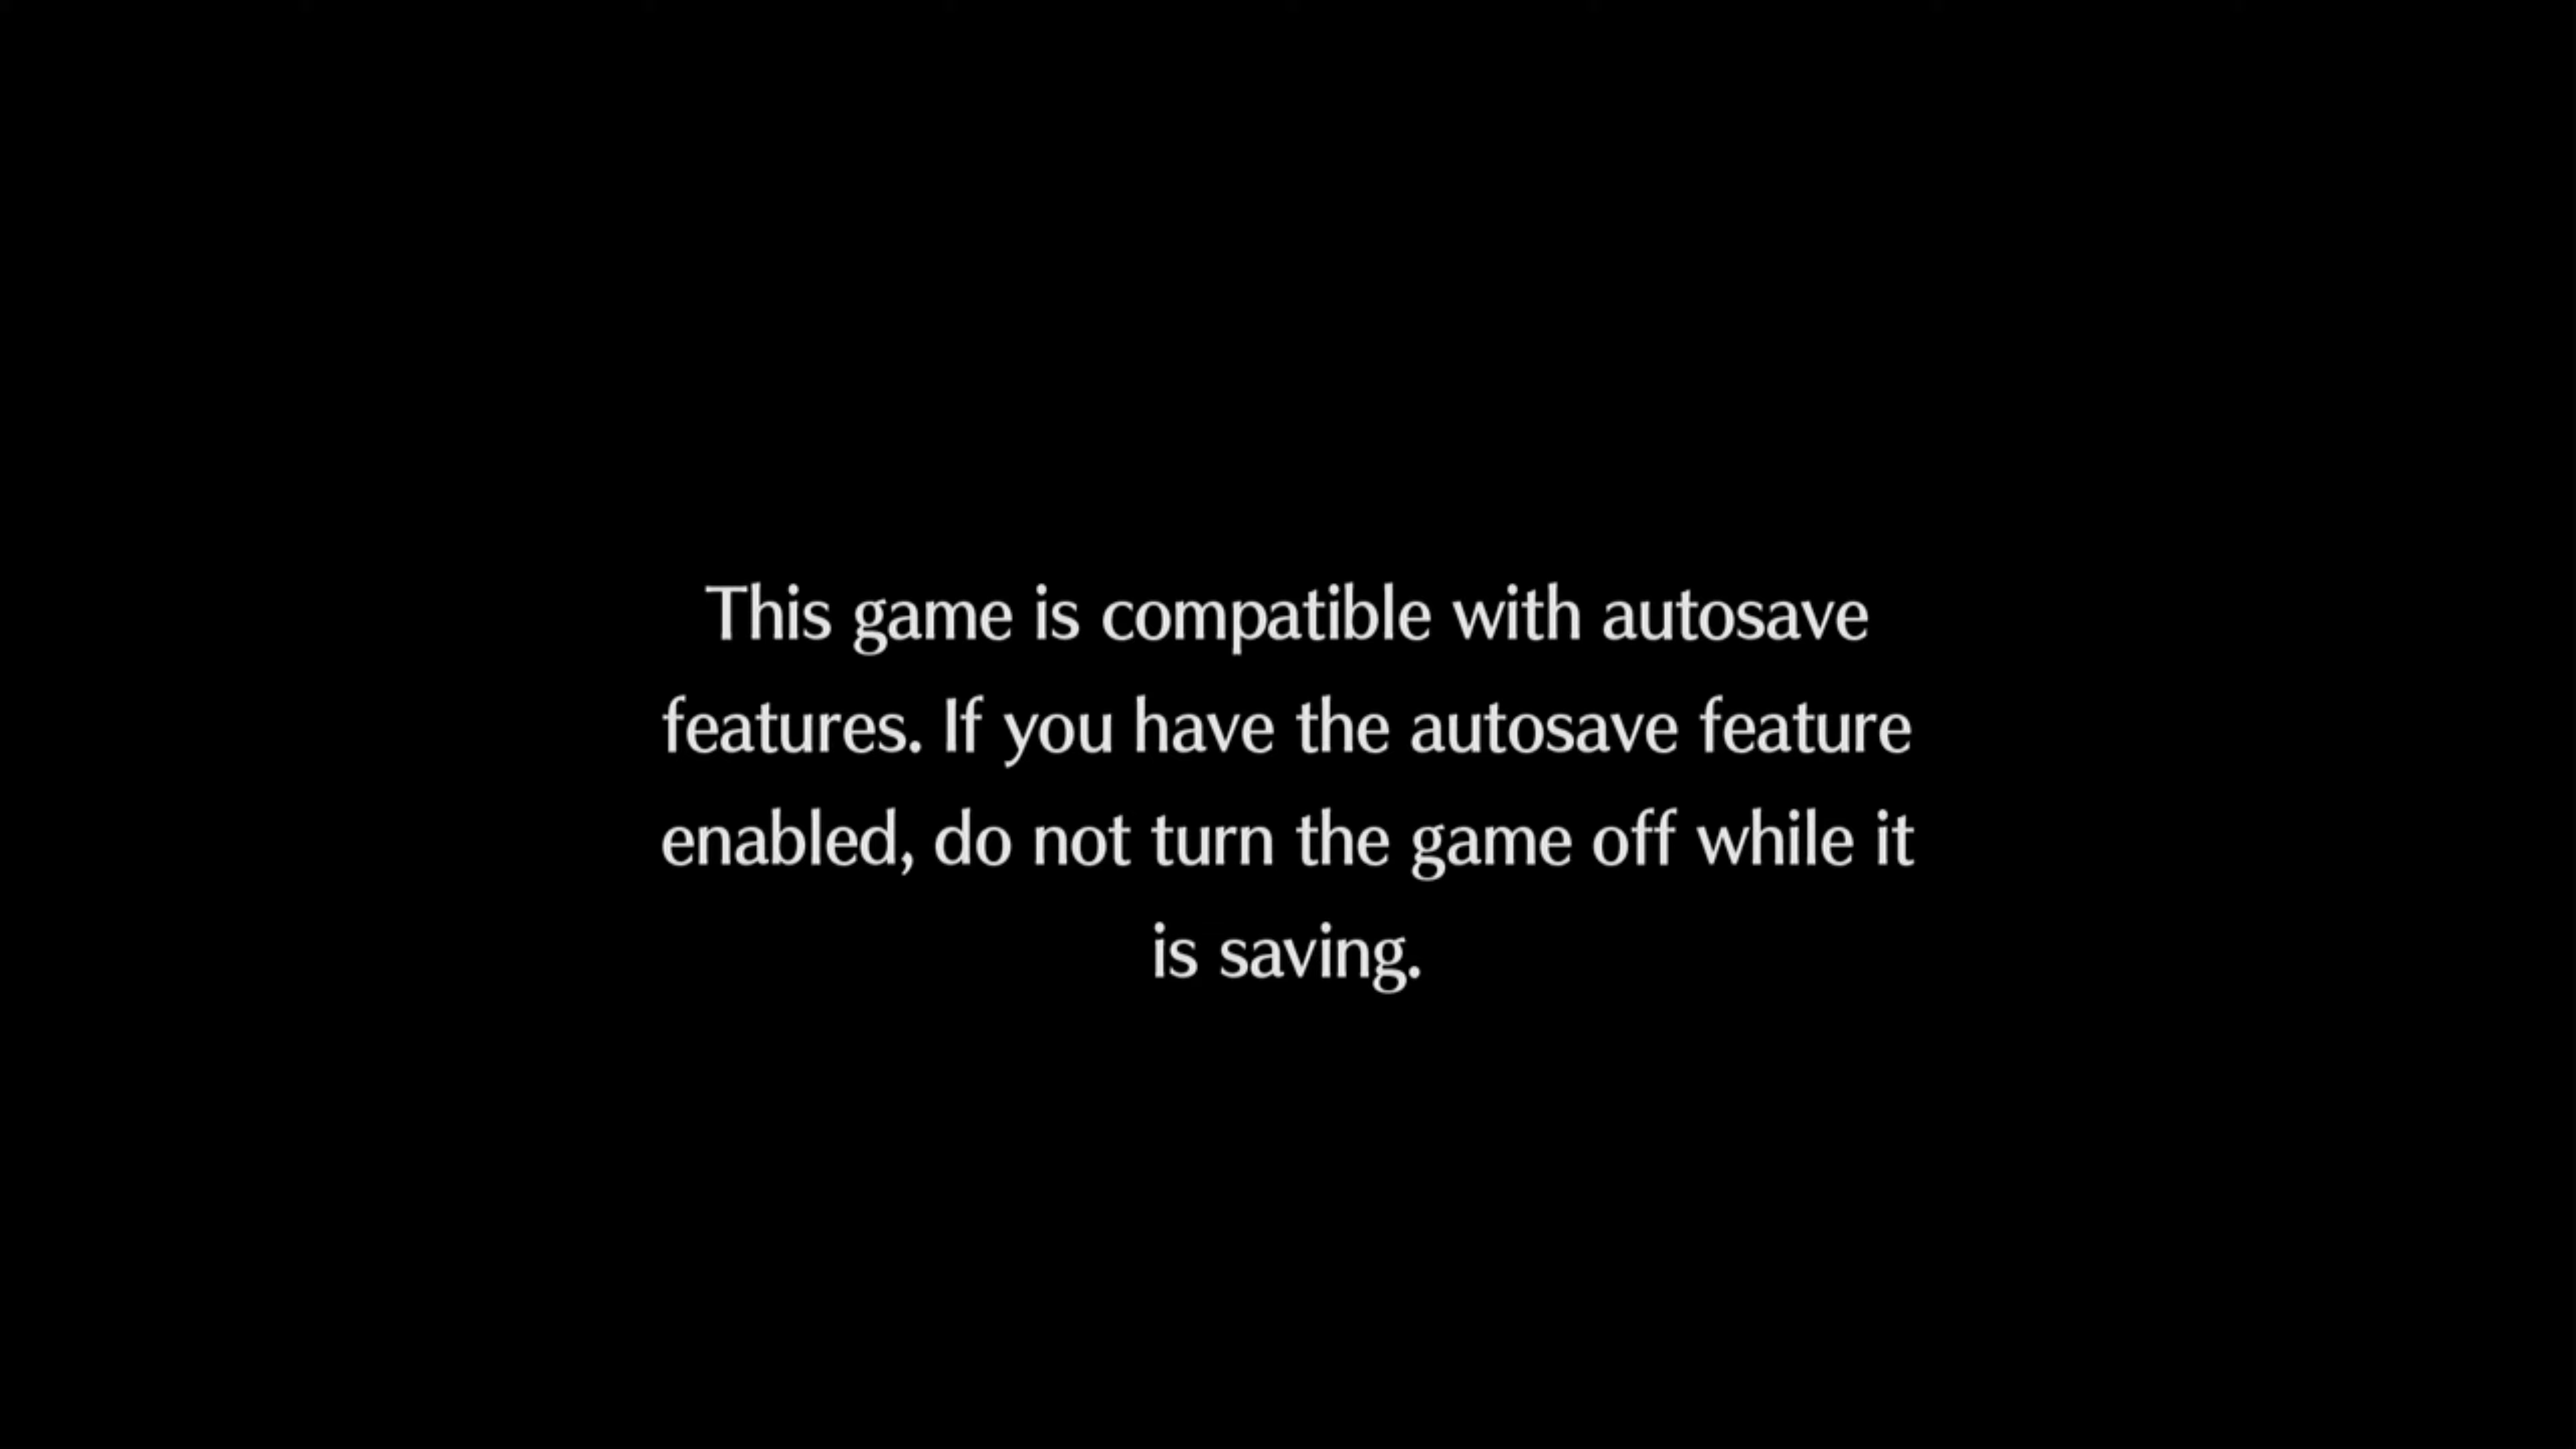 This game is compatible with autosave
features. If you have the autosave feature
enabled, do not turn the game off while it
is saving.